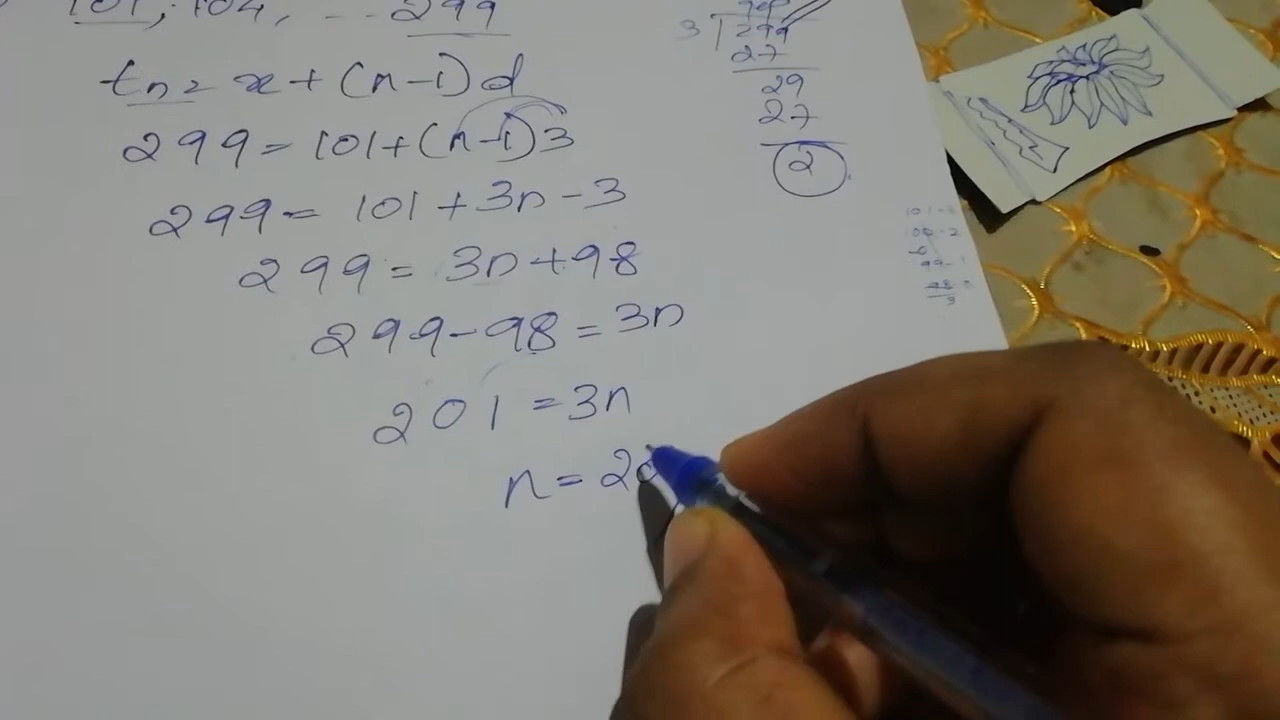 101, 104, ... 299
tn = x + (n-1)d
299 = 101+(n-1)3
299 = 101 + 3n - 3
299 = 3n + 98
299 - 98 = 3n
201 = 3n
n = 20
3 299
27
29
27
2